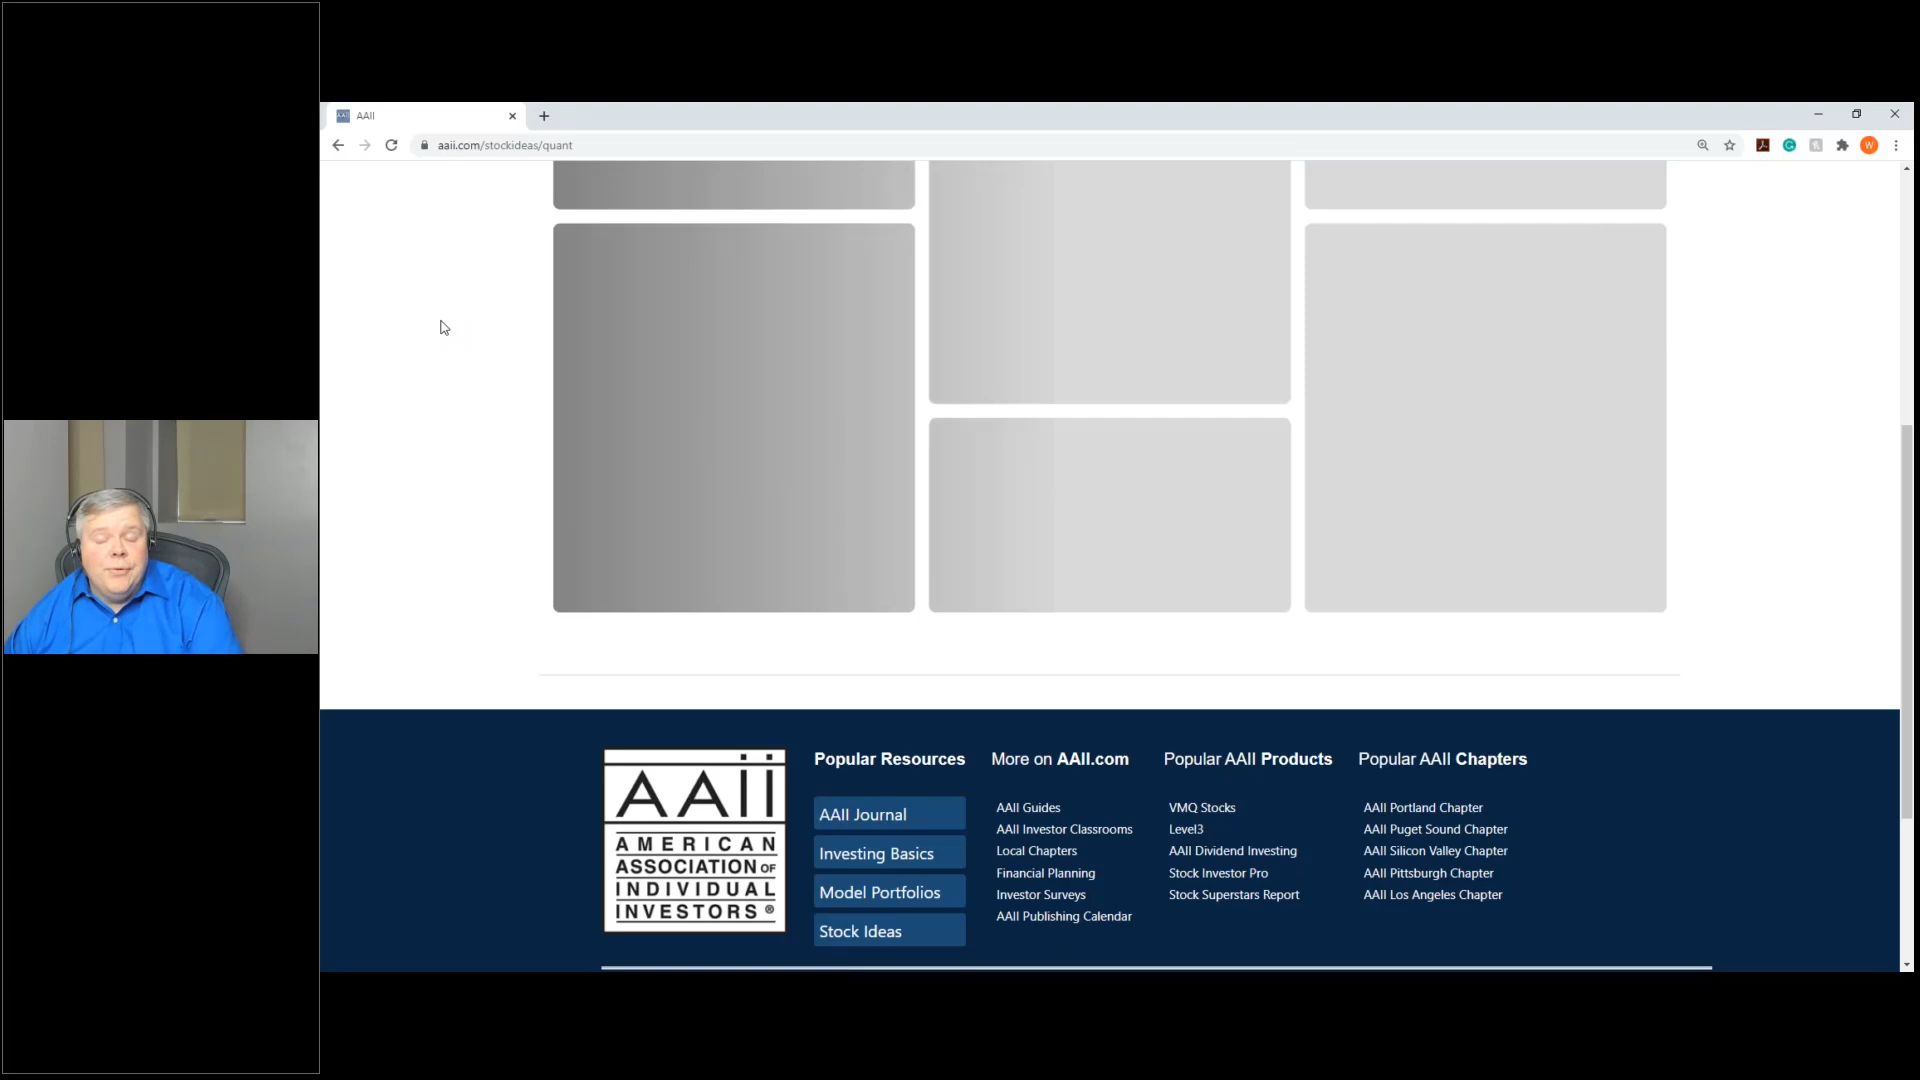 AAII
aaii.com/stockideas/quant
W
AAii
AMERICAN
ASSOCIATION OF
INDIVIDUAL
INVESTORS®
Popular Resources
AAII Journal
Investing Basics
Model Portfolios
Stock Ideas
More on AAII.com
AAII Guides
AAII Investor Classrooms
Local Chapters
Financial Planning
Investor Surveys
AAII Publishing Calendar
Popular AAII Products
VMQ Stocks
Level3
AAII Dividend Investing
Stock Investor Pro
Stock Superstars Report
Popular AAII Chapters
AAII Portland Chapter
AAII Puget Sound Chapter
AAII Silicon Valley Chapter
AAII Pittsburgh Chapter
AAII Los Angeles Chapter